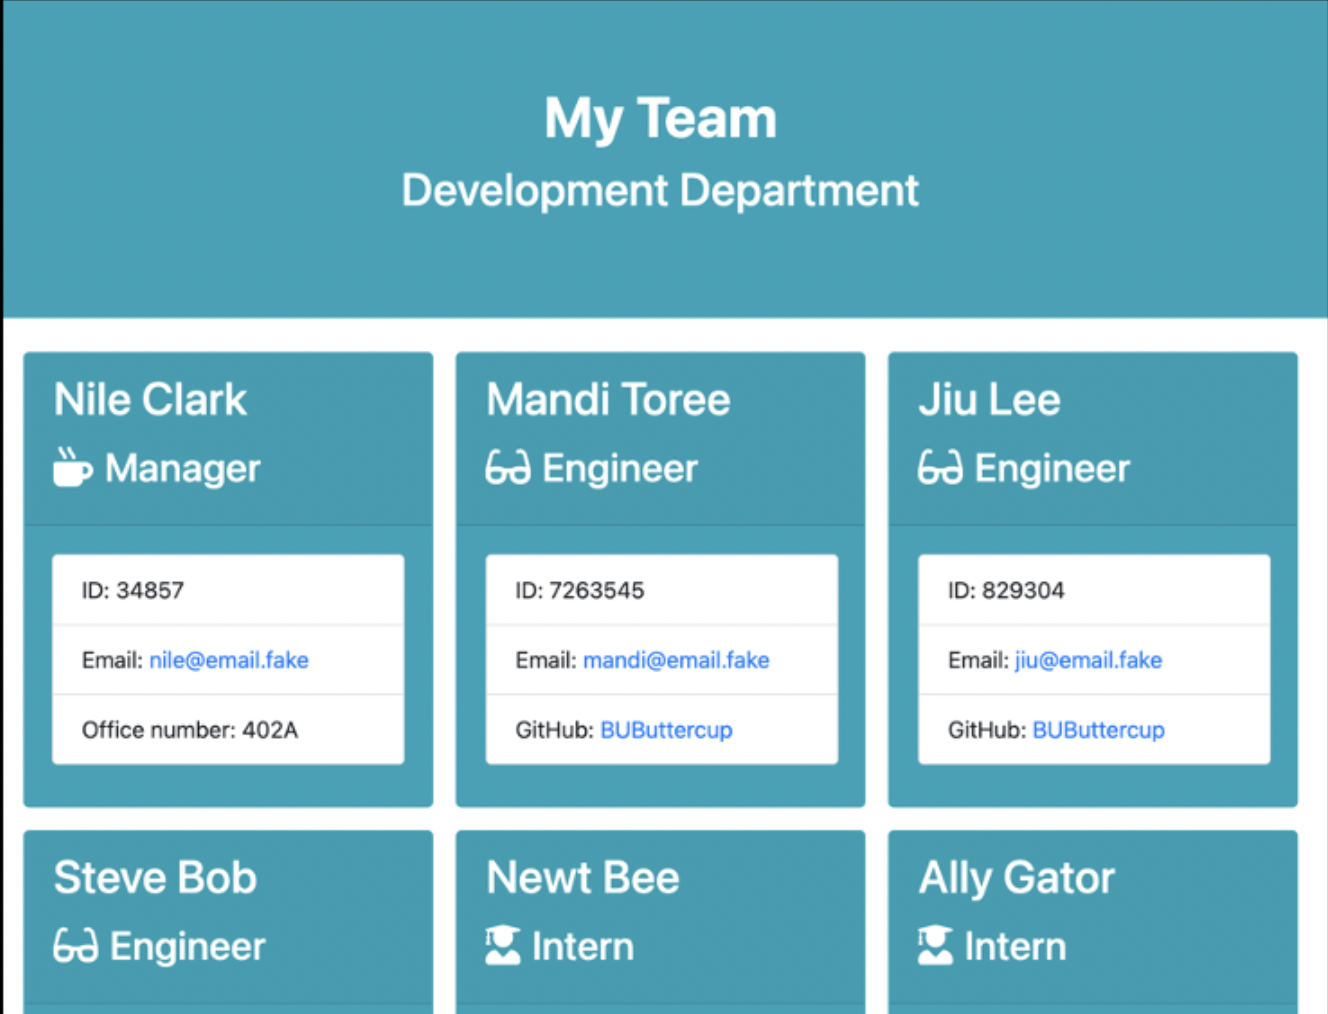 My Team
Development Department
Nile Clark
Manager
ID: 34857
Email: nile@email.fake
Office number: 402A
Mandi Toree
Engineer
ID: 7263545
Email: mandi@email.fake
GitHub: BUButtercup
Jiu Lee
Engineer
ID: 829304
Email: jiu@email.fake
GitHub: BUButtercup
Steve Bob
Engineer
Newt Bee
Intern
Ally Gator
Intern